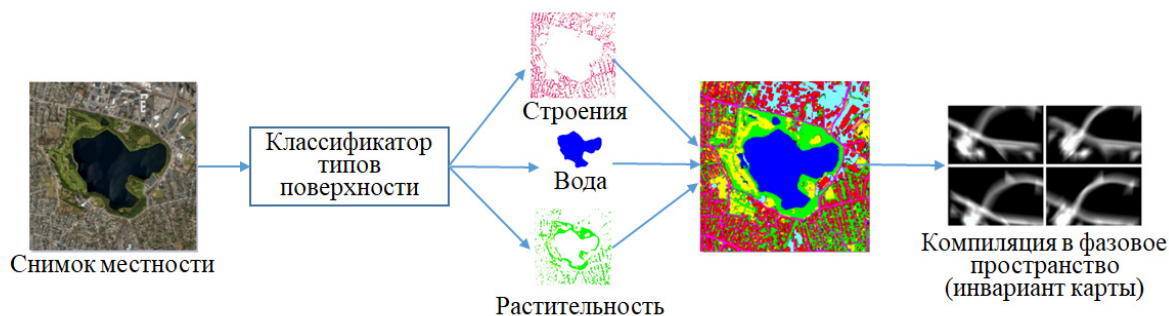 Снимок местности
Классификатор
типов
поверхности
Строения
Вода
Растительность
Компиляция в фазовое
пространство
(инвариант карты)